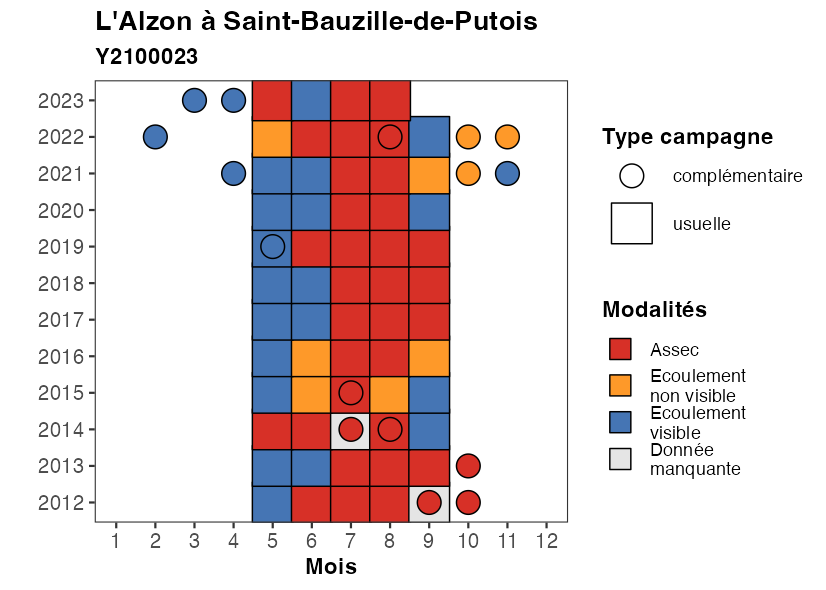 L'Alzon à Saint-Bauzille-de-Putois
Y2100023
2023
2022
2021
2020
2019
2018
2017
2016
2015
2014
2013
2012
1 2 3 4 5 6 7 8 9 10 11 12
Mois
Type campagne
complémentaire
usuelle
Modalités
Assec
Ecoulement
non visible
Ecoulement
visible
Donnée
manquante